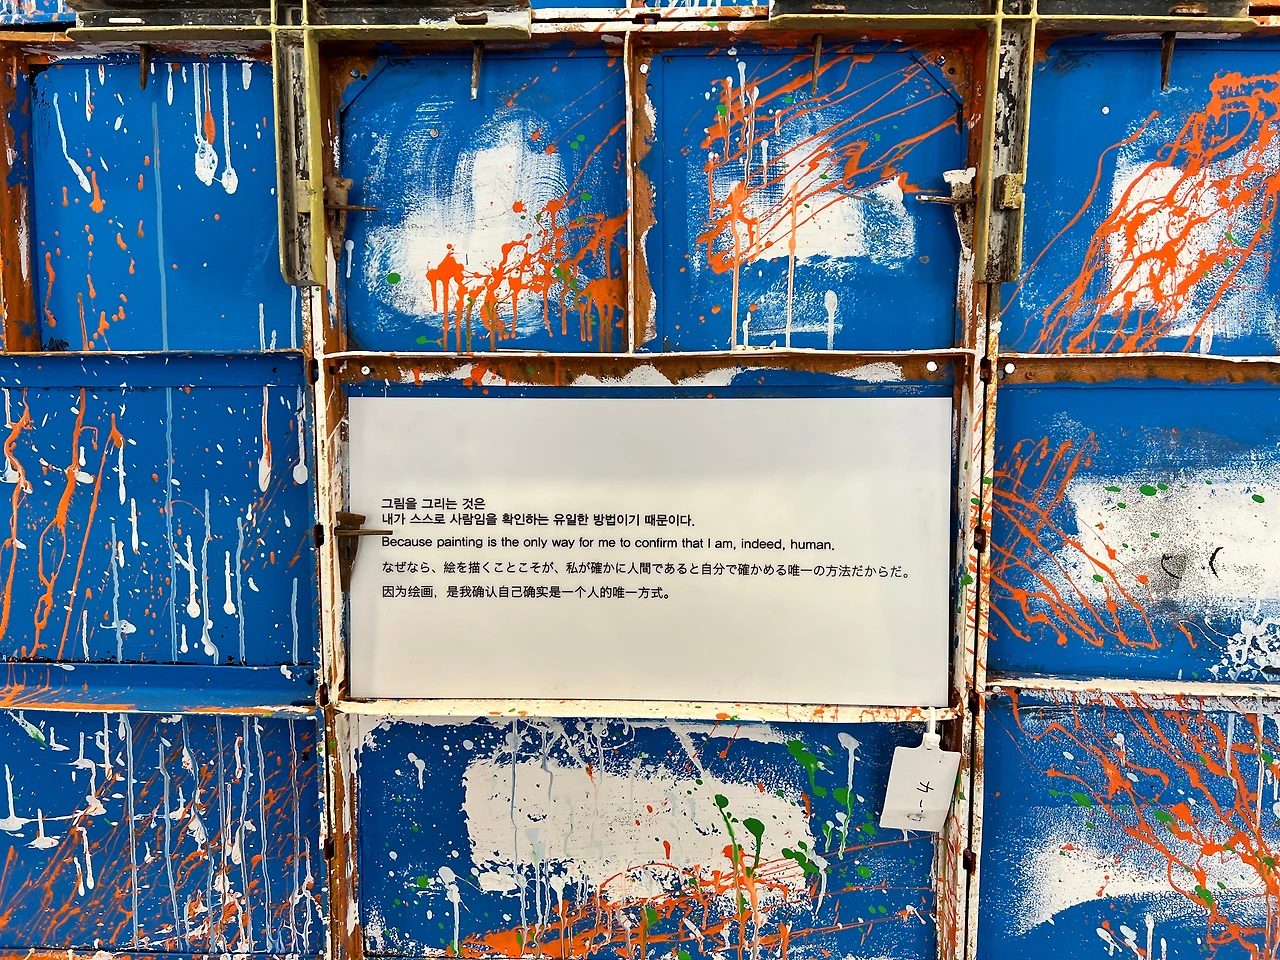 그림을 그리는 것은
내가 스스로 사람임을 확인하는 유일한 방법이기 때문이다.
Because painting is the only way for me to confirm that I am, indeed, human.
なぜなら、絵を描くことこそが、私が確かに人間であると自分で確かめる唯一の方法だからだ。
因为绘画，是我确认自己确实是一个人的唯一方式。